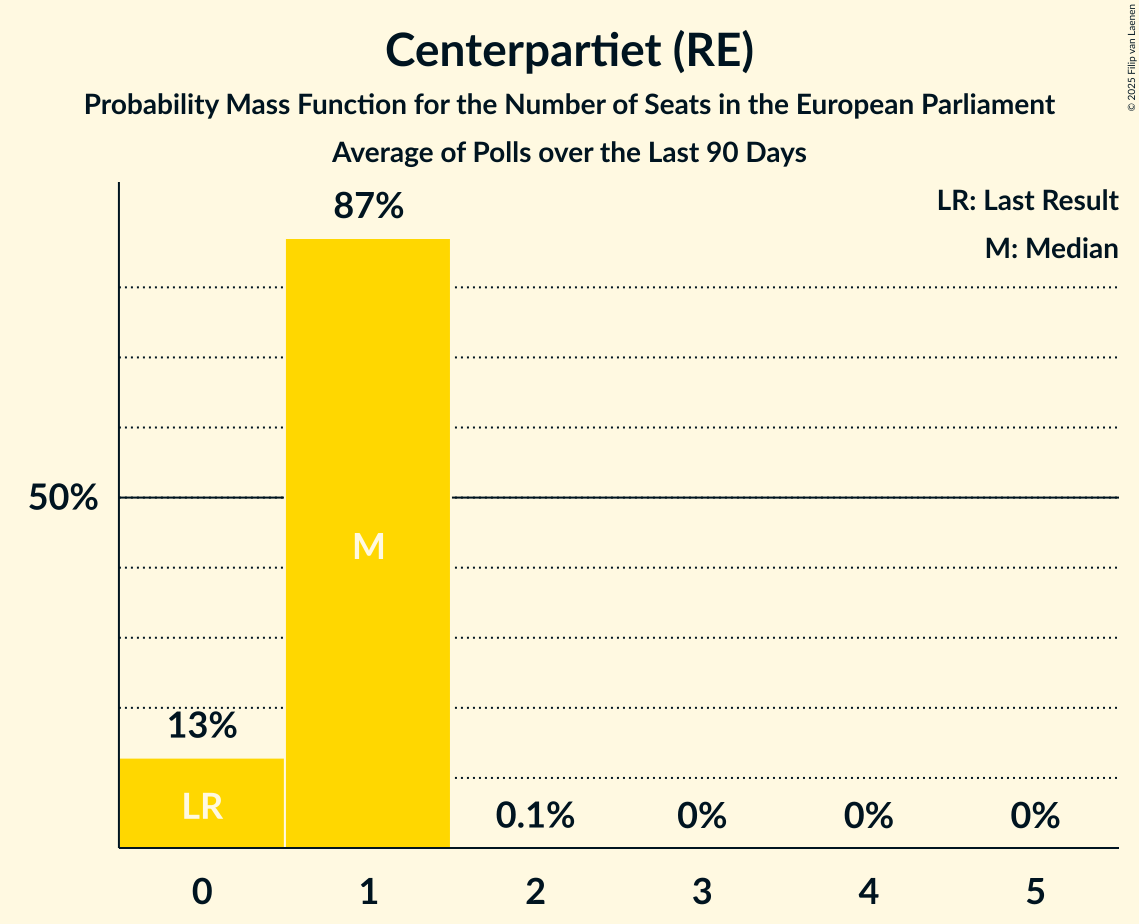 Centerpartiet (RE)
Probability Mass Function for the Number of Seats in the European Parliament
Average of Polls over the Last 90 Days
© 2025 Filip van Laenen
LR: Last Result
M: Median
87%
50%
M
13%
LR
0.1%
0%
0%
0%
0
1
2
3
4
5